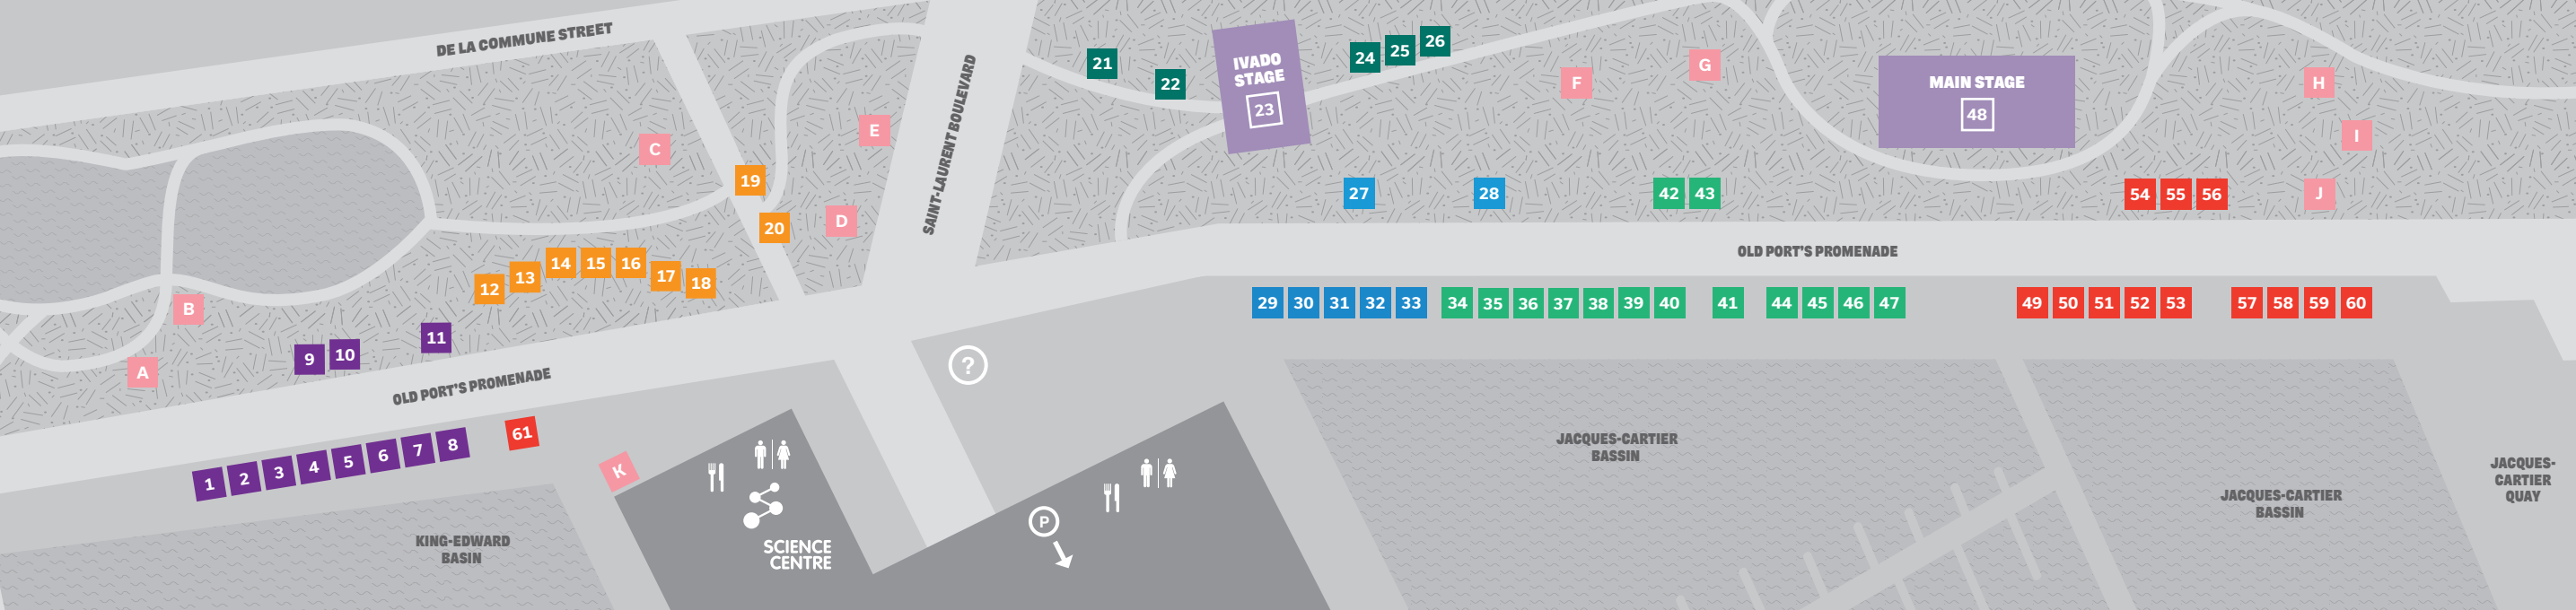 DE LA COMMUNE STREET
SAINT-LAURENT BOULEVARD
21
22
IVADO
STAGE
23
24 25 26
F
G
MAIN STAGE
48
H
I
J
C
E
D
19
20
27
28
42 43
54 55 56
OLD PORT'S PROMENADE
12 13 14 15 16 17 18
B
A
9 10 11
OLD PORT'S PROMENADE
29 30 31 32 33 34 35 36 37 38 39 40 41 44 45 46 47 49 50 51 52 53 57 58 59 60
?
1 2 3 4 5 6 7 8
61
K
SCIENCE
CENTRE
P
KING-EDWARD
BASIN
JACQUES-CARTIER
BASSIN
JACQUES-CARTIER
BASSIN
JACQUES-
CARTIER
QUAY